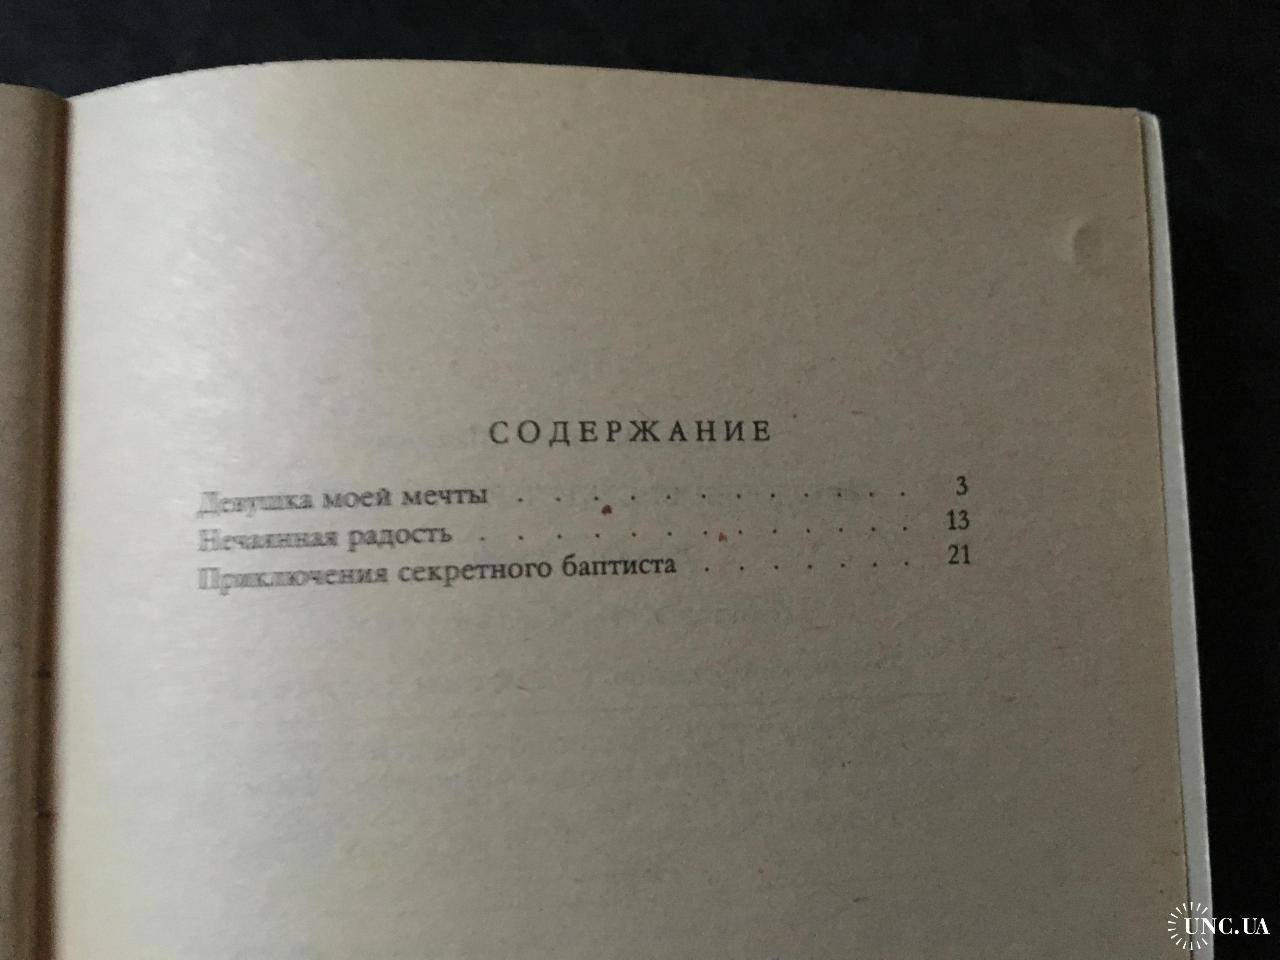 СОДЕРЖАНИЕ
Девушка моей мечты . . . . . . . . . . . . 3
Нечаянная радость . . . . . . . . . . . . . 13
Приключения секретного баптиста . . . . . . . 21
UNC.UA